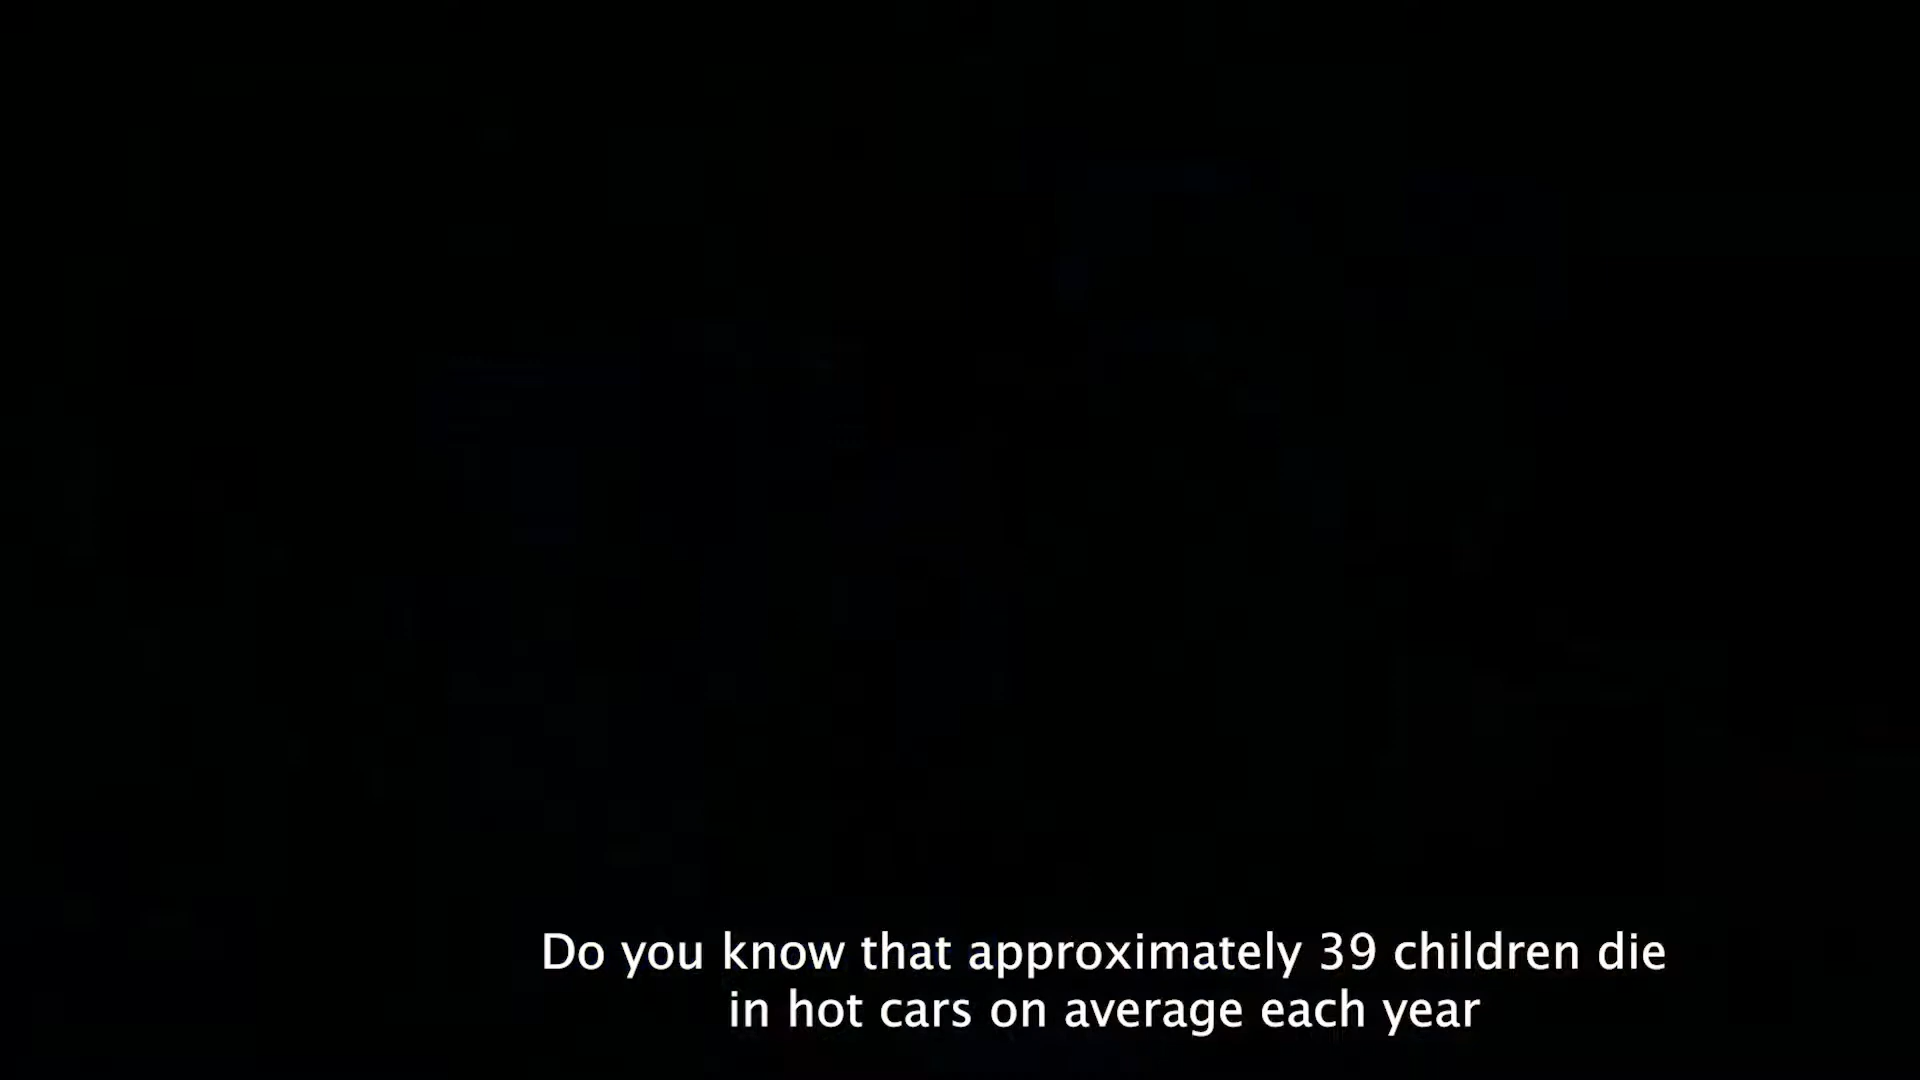 Do you know that approximately 39 children die
in hot cars on average each year